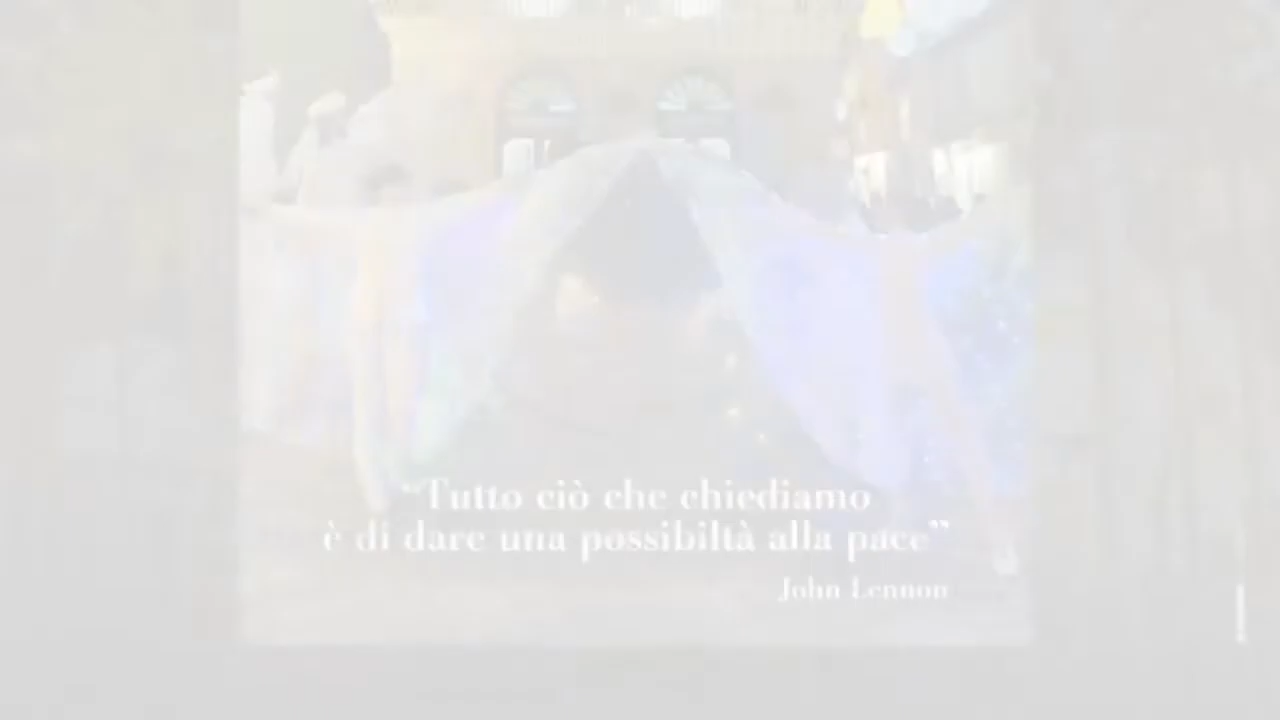 “Tutto ciò che chiediamo
è di dare una possibiltà alla pace”
John Lennon